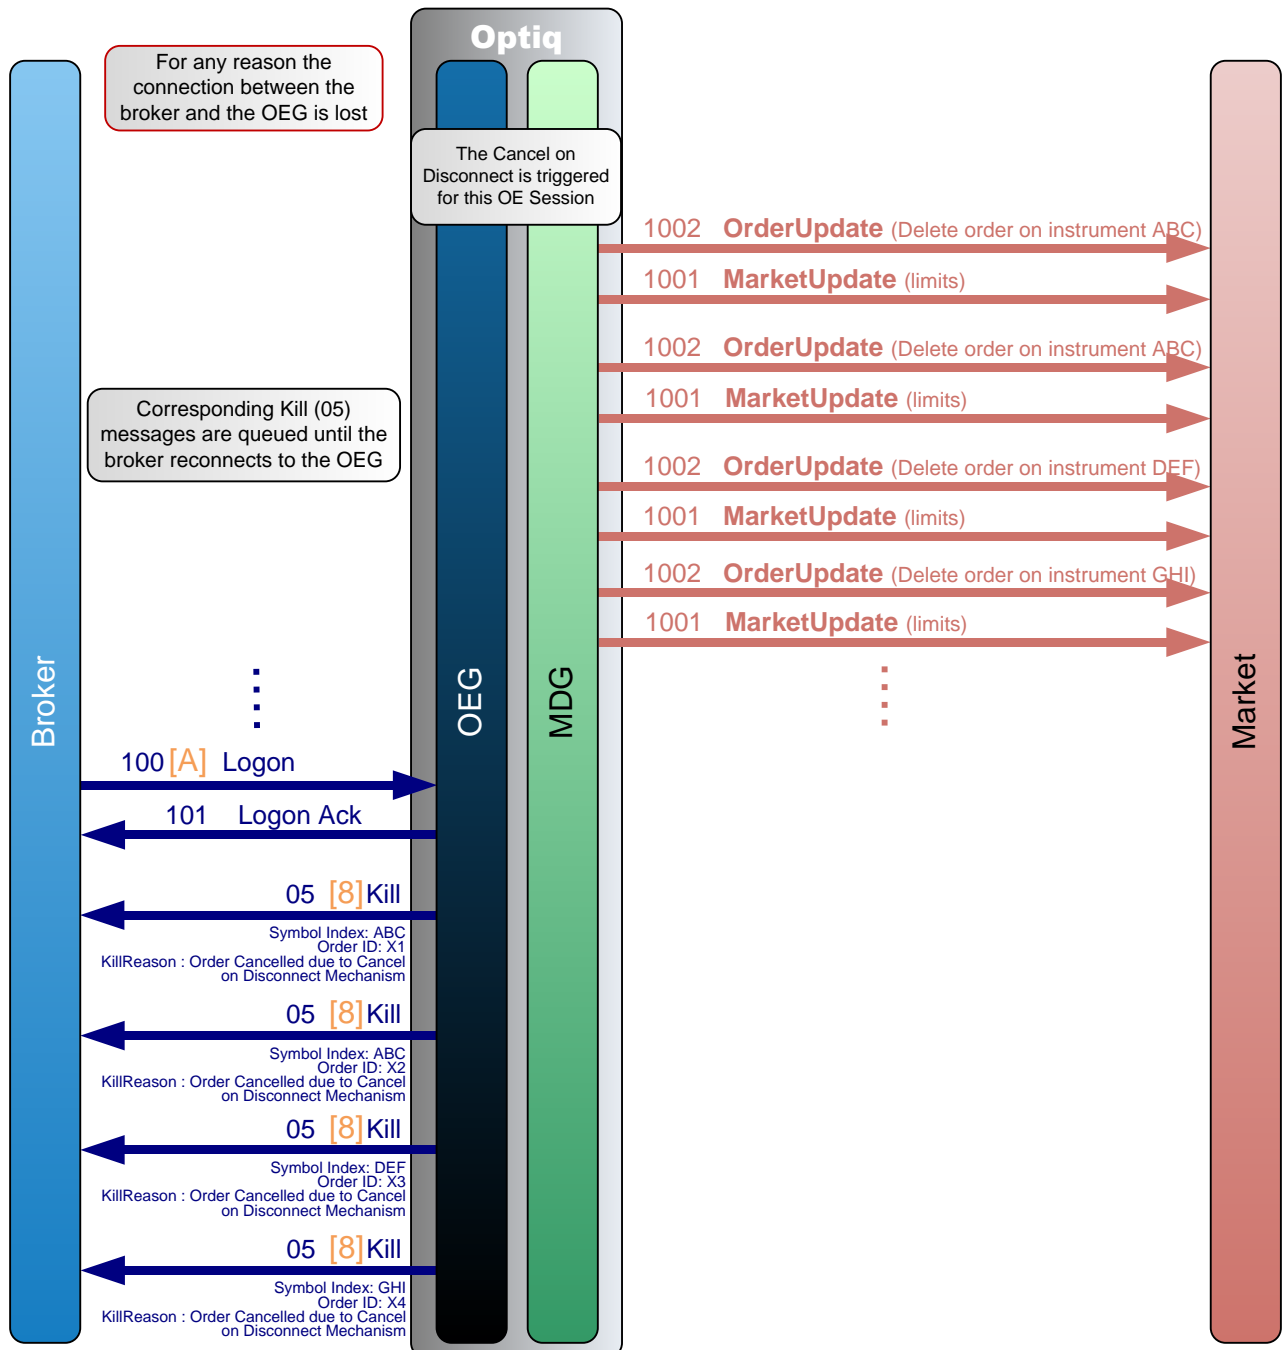 Optiq
For any reason the
connection between the
broker and the OEG is lost
The Cancel on
Disconnect is triggered
for this OE Session
1002 OrderUpdate (Delete order on instrument ABC)
1001 MarketUpdate (limits)
1002 OrderUpdate (Delete order on instrument ABC)
1001 MarketUpdate (limits)
Corresponding Kill (05)
messages are queued until the
broker reconnects to the OEG
1002 OrderUpdate (Delete order on instrument DEF)
1001 MarketUpdate (limits)
1002 OrderUpdate (Delete order on instrument GHI)
1001 MarketUpdate (limits)
Broker
OEG
MDG
Market
100 [A] Logon
101 Logon Ack
05 [8] Kill
Symbol Index: ABC
Order ID: X1
KillReason : Order Cancelled due to Cancel
on Disconnect Mechanism
05 [8] Kill
Symbol Index: ABC
Order ID: X2
KillReason : Order Cancelled due to Cancel
on Disconnect Mechanism
05 [8] Kill
Symbol Index: DEF
Order ID: X3
KillReason : Order Cancelled due to Cancel
on Disconnect Mechanism
05 [8] Kill
Symbol Index: GHI
Order ID: X4
KillReason : Order Cancelled due to Cancel
on Disconnect Mechanism